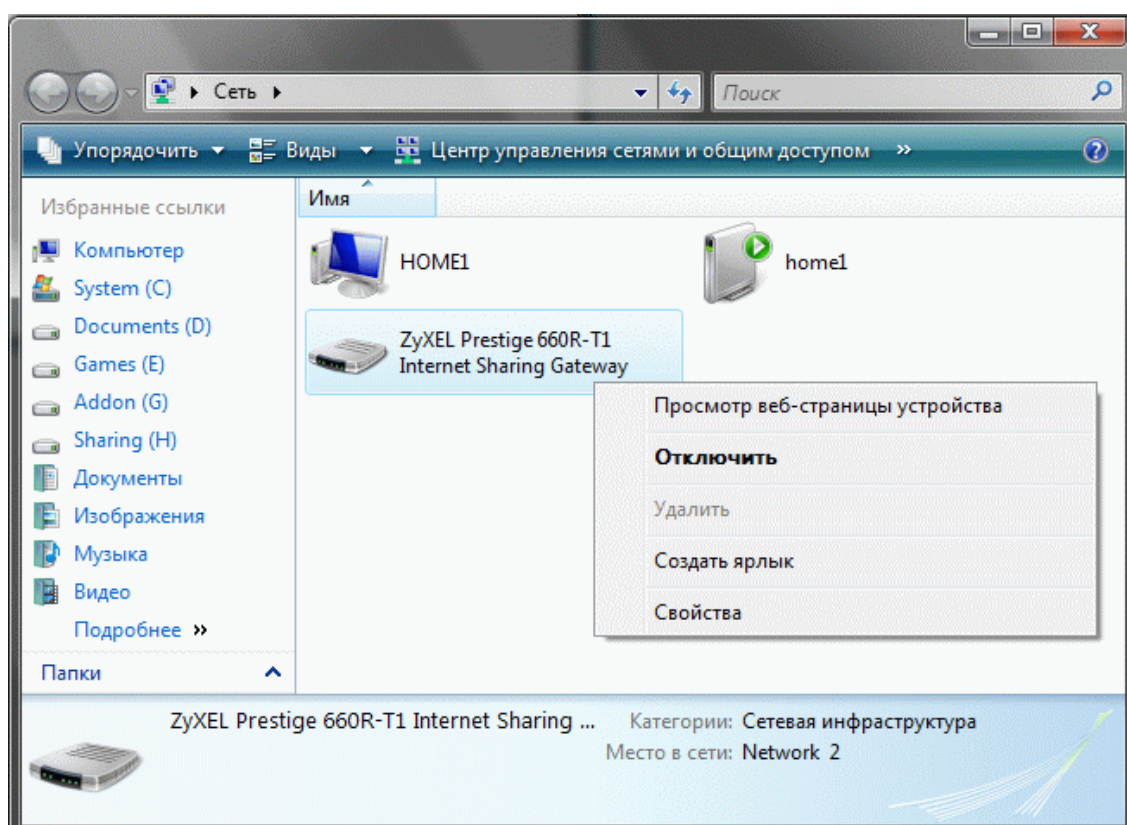 Сеть
Поиск
Упорядочить Виды Центр управления сетями и общим доступом »
Избранные ссылки
Компьютер
System (C)
Documents (D)
Games (E)
Addon (G)
Sharing (H)
Документы
Изображения
Музыка
Видео
Подробнее »
Папки
Имя
HOME1
home1
ZyXEL Prestige 660R-T1
Internet Sharing Gateway
Просмотр веб-страницы устройства
Отключить
Удалить
Создать ярлык
Свойства
ZyXEL Prestige 660R-T1 Internet Sharing ...
Категории: Сетевая инфраструктура
Место в сети: Network 2